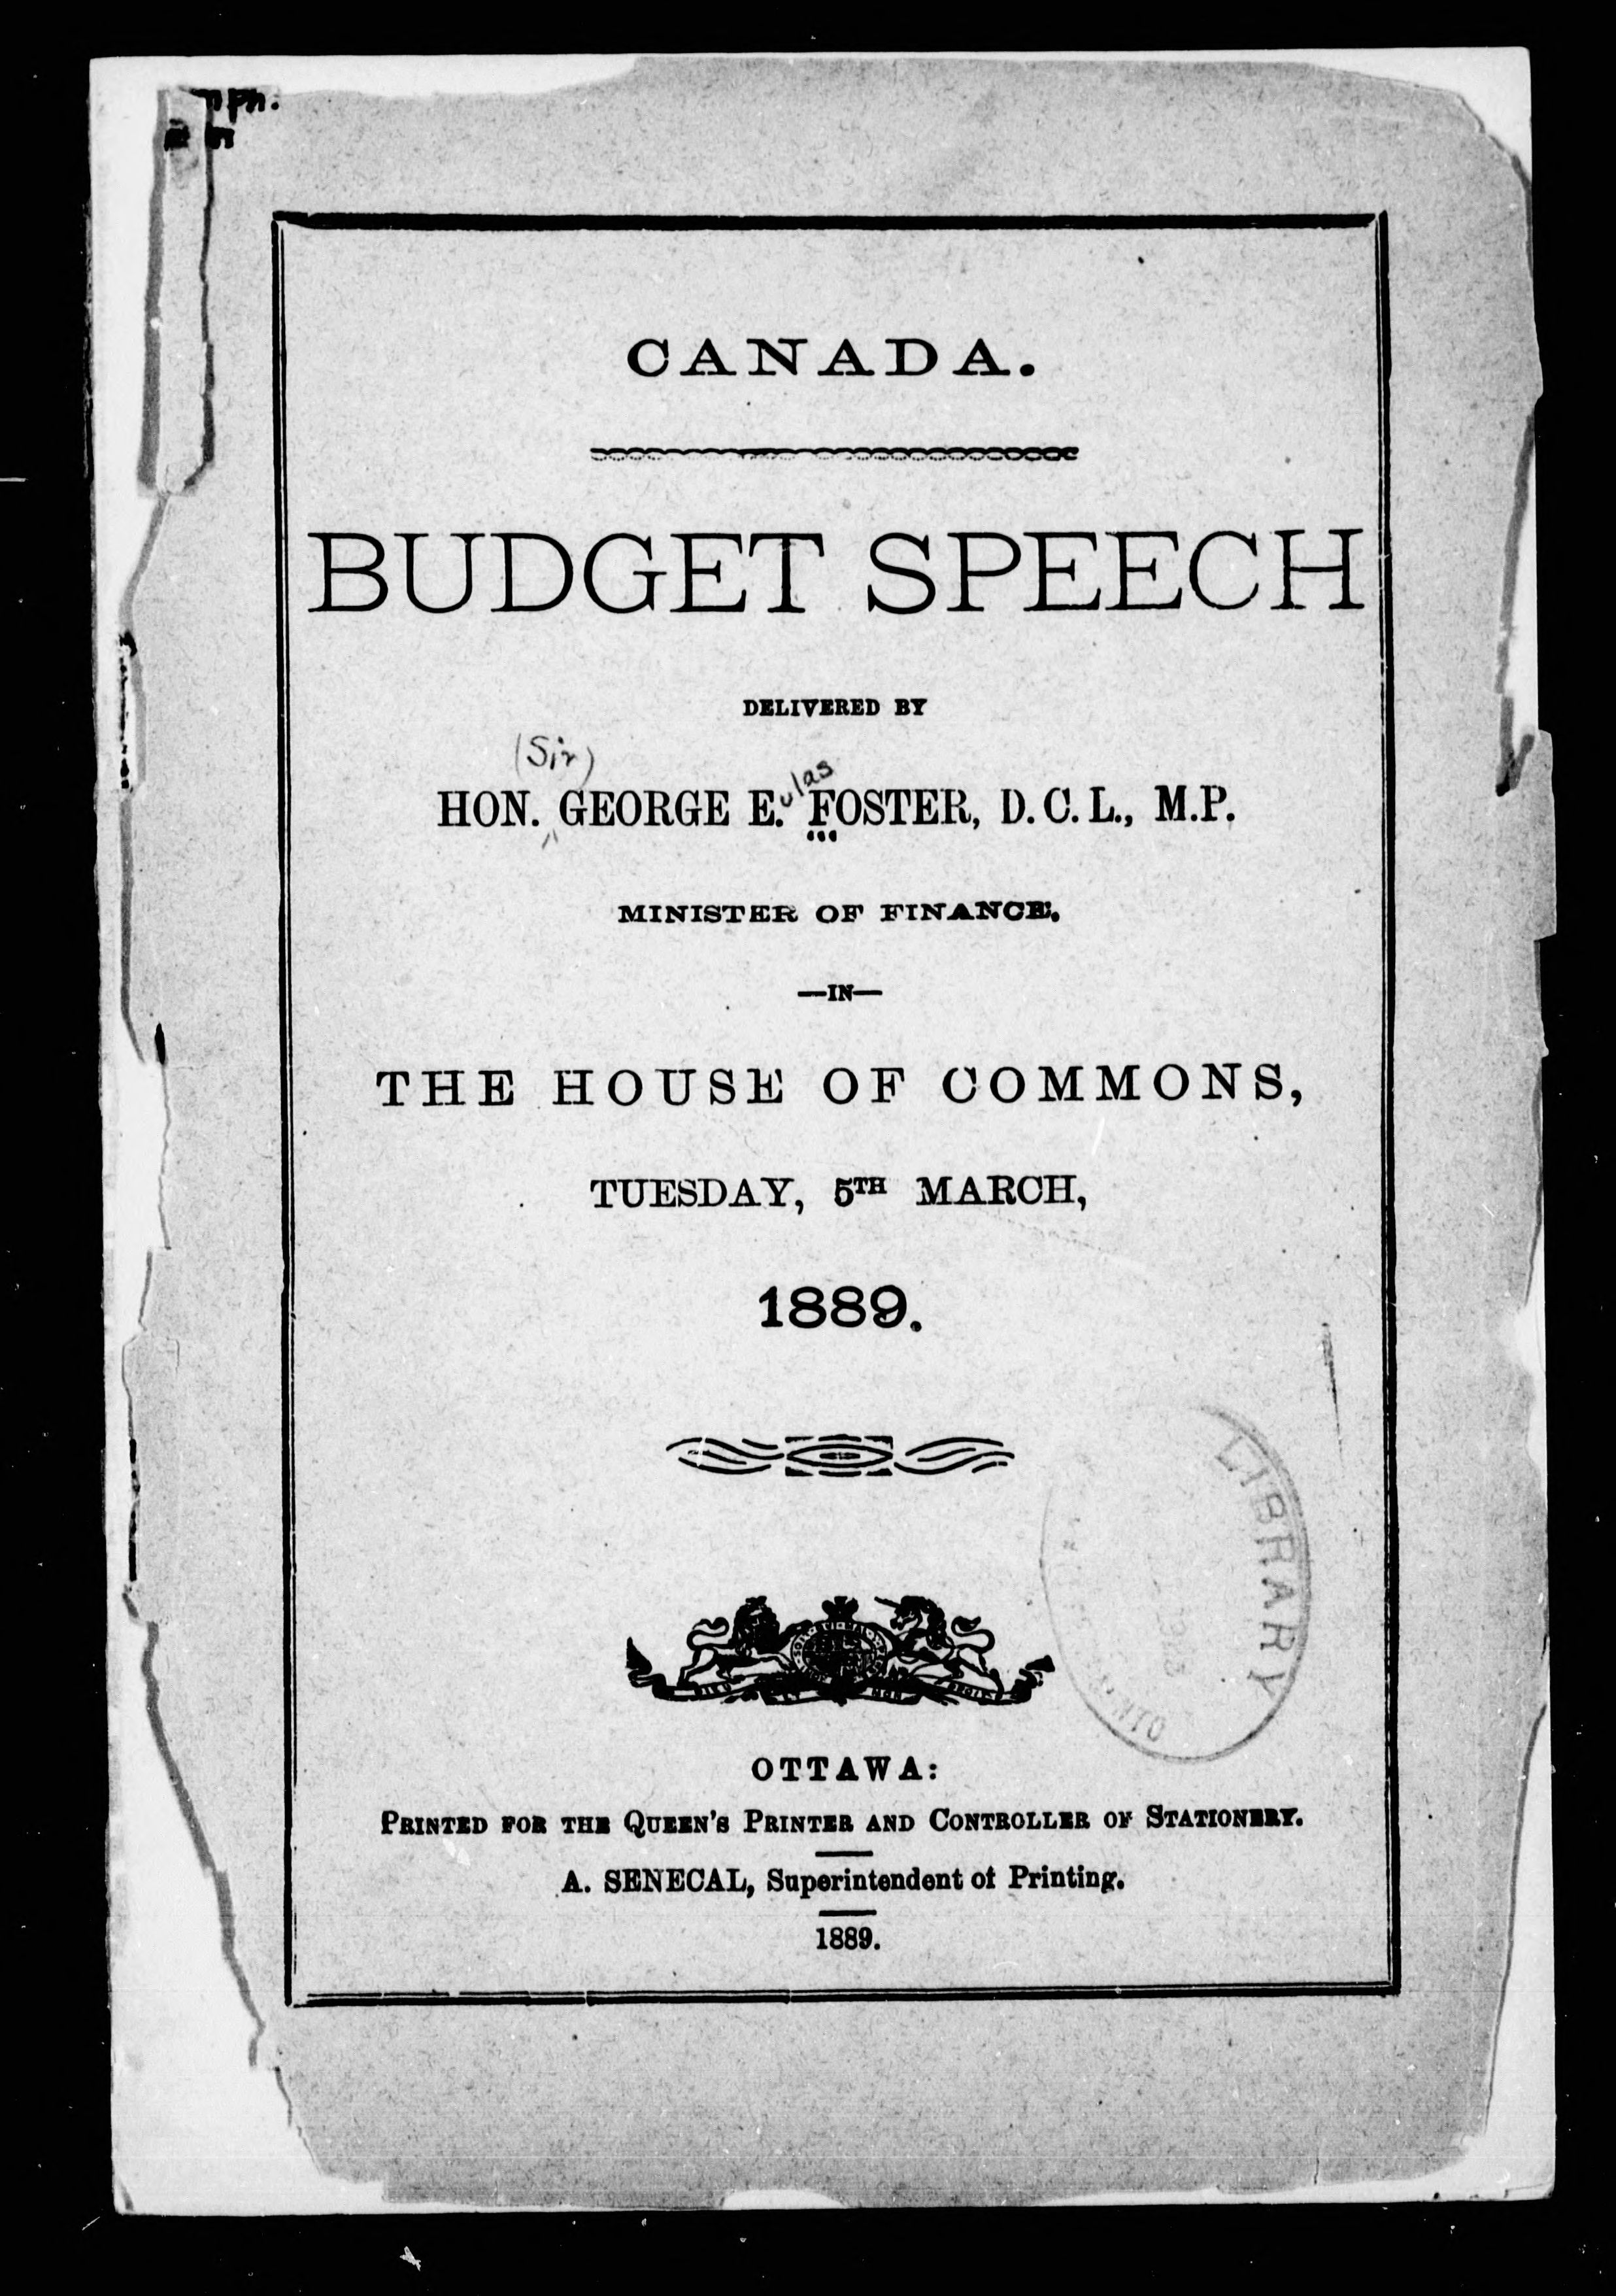 CANADA.
BUDGET SPEECH
DELIVERED BY
(Sir)
HON. GEORGE E.ulas FOSTER, D.C.L., M.P.
MINISTER OF FINANCE.
—IN—
THE HOUSE OF COMMONS,
TUESDAY, 5TH MARCH,
1889.
LIBRARY
OTTAWA:
PRINTED FOR THE QUEEN'S PRINTER AND CONTROLLER OF STATIONERY.
A. SENECAL, Superintendent of Printing.
1889.